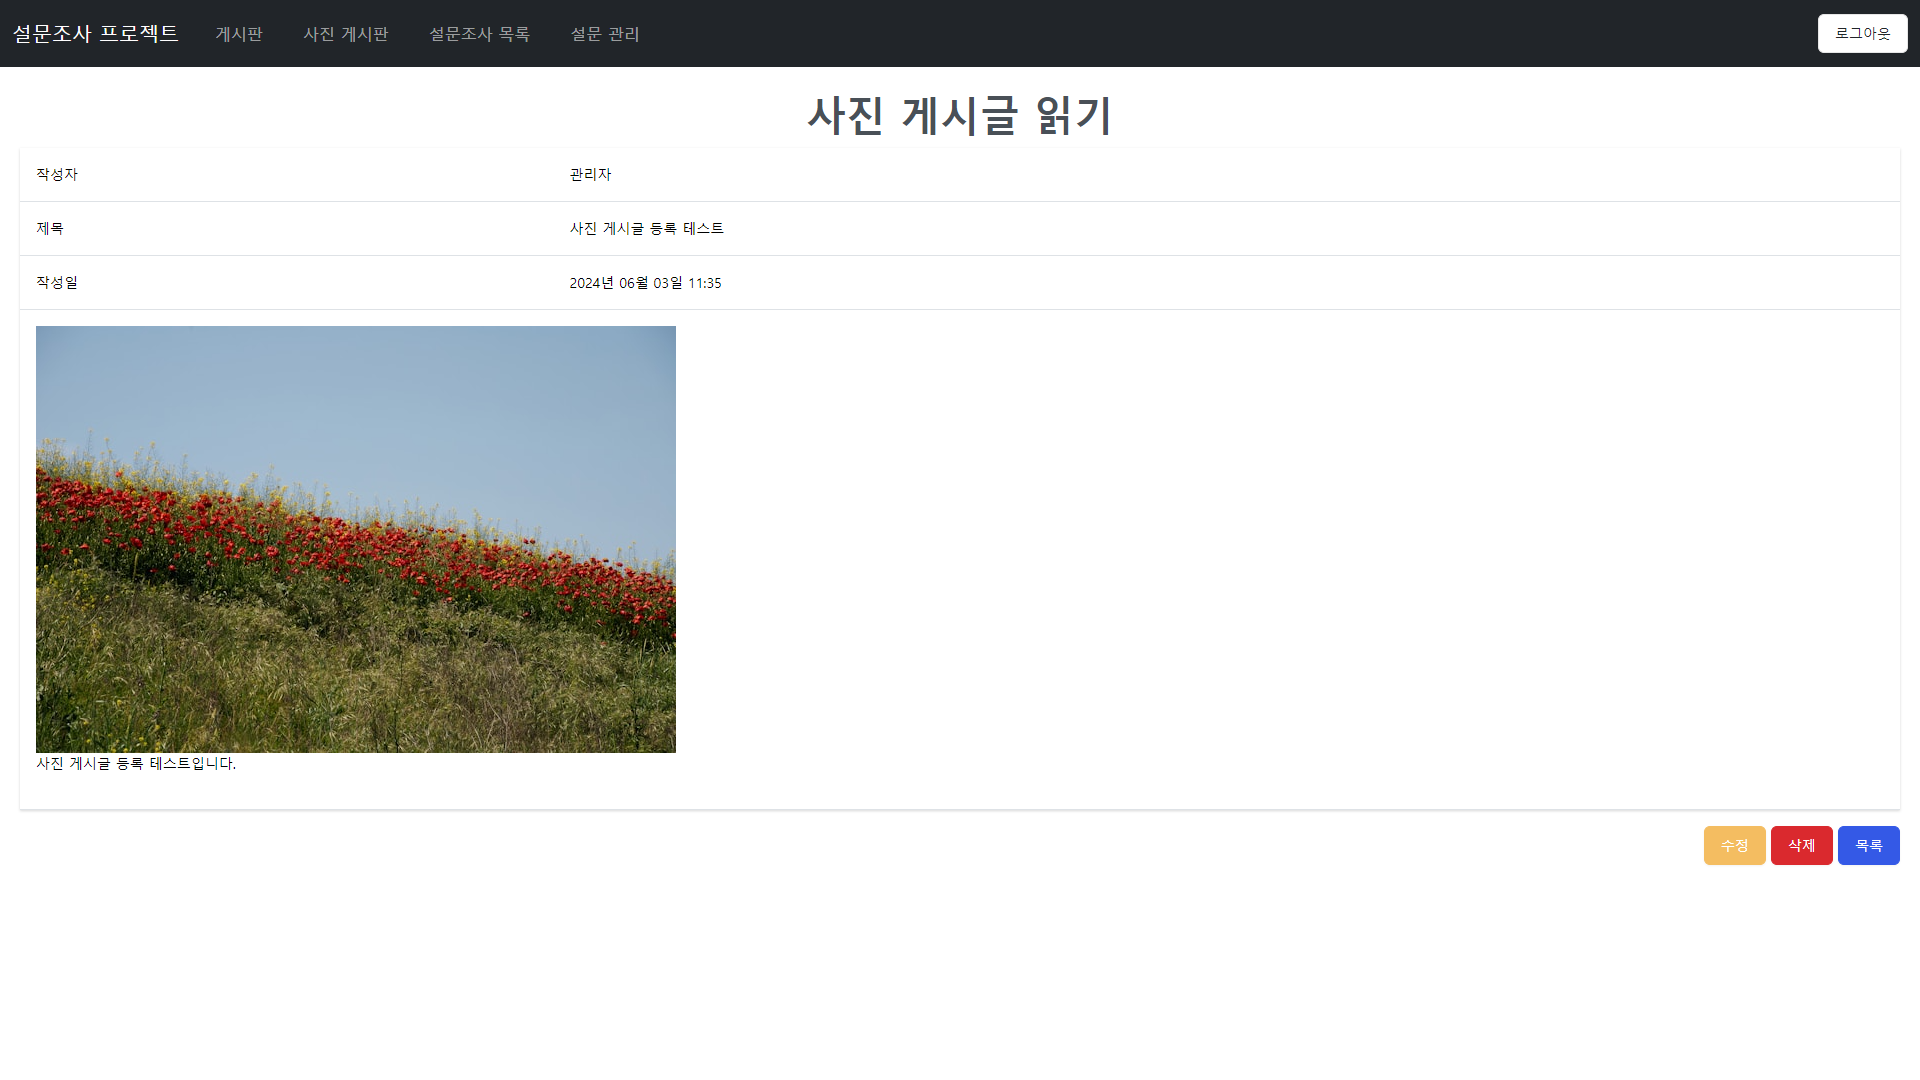 설문조사 프로젝트 게시판 사진 게시판 설문조사 목록 설문 관리 로그아웃
사진 게시글 읽기
작성자 관리자
제목 사진 게시글 등록 테스트
작성일 2024년 06월 03일 11:35
사진 게시글 등록 테스트입니다.
수정 삭제 목록